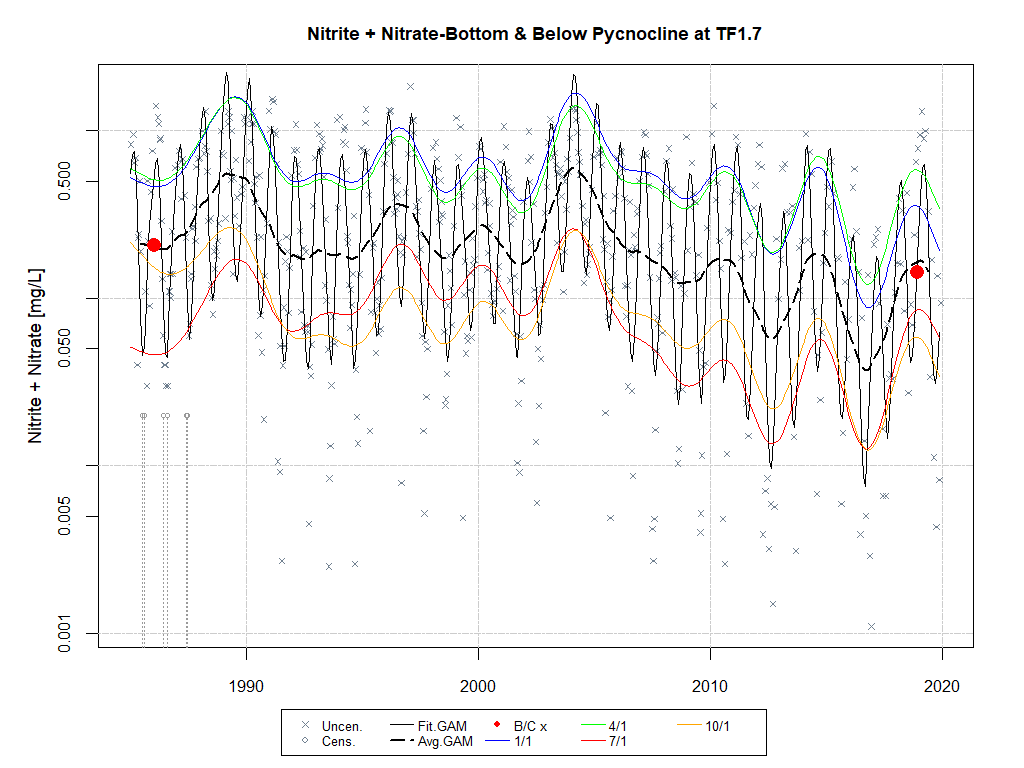 Nitrite + Nitrate-Bottom & Below Pycnocline at TF1.7
Nitrite + Nitrate [mg/L]
0.500
0.050
0.005
0.001
1990 2000 2010 2020
Uncen. Fit.GAM B/C x 4/1 10/1
Cens. Avg.GAM 1/1 7/1